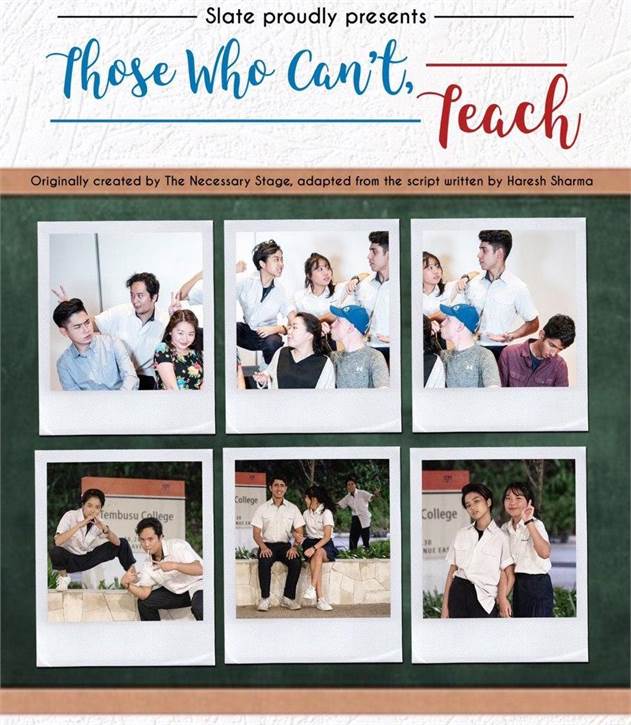 Slate proudly presents
Those Who Can't,
Teach
Originally created by The Necessary Stage, adapted from the script written by Haresh Sharma
Tembusu College
College